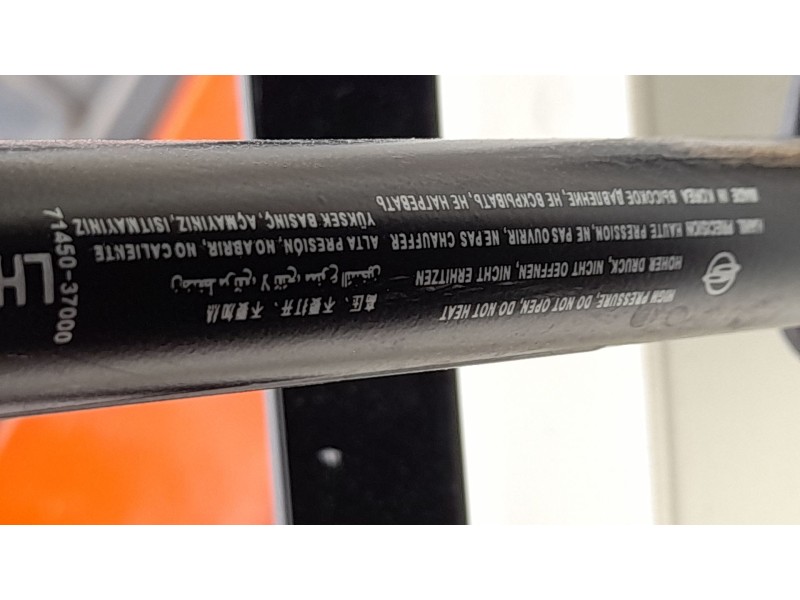 HIGH PRESSURE, DO NOT OPEN, DO NOT HEAT
HOHER DRUCK, NICHT OEFFNEN, NICHT ERHITZEN
HAUTE PRESSION, NE PAS OUVRIR, NE PAS CHAUFFER
PRECISION
MADE IN KOREA
ВЫСОКОЕ ДАВЛЕНИЕ, НЕ ВСКРЫВАТЬ, НЕ НАГРЕВАТЬ
高压、不要打开、不要加热
ALTA PRESIÓN, NO ABRIR, NO CALIENTE
YÜKSEK BASINÇ, AÇMAYINIZ, ISITMAYINIZ
LH
71450-37000